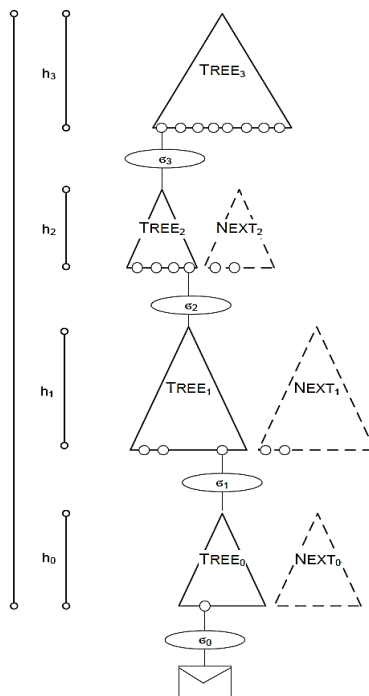 h₃
TREE₃
σ₃
h₂
TREE₂
NEXT₂
σ₂
h₁
TREE₁
NEXT₁
σ₁
h₀
TREE₀
NEXT₀
σ₀